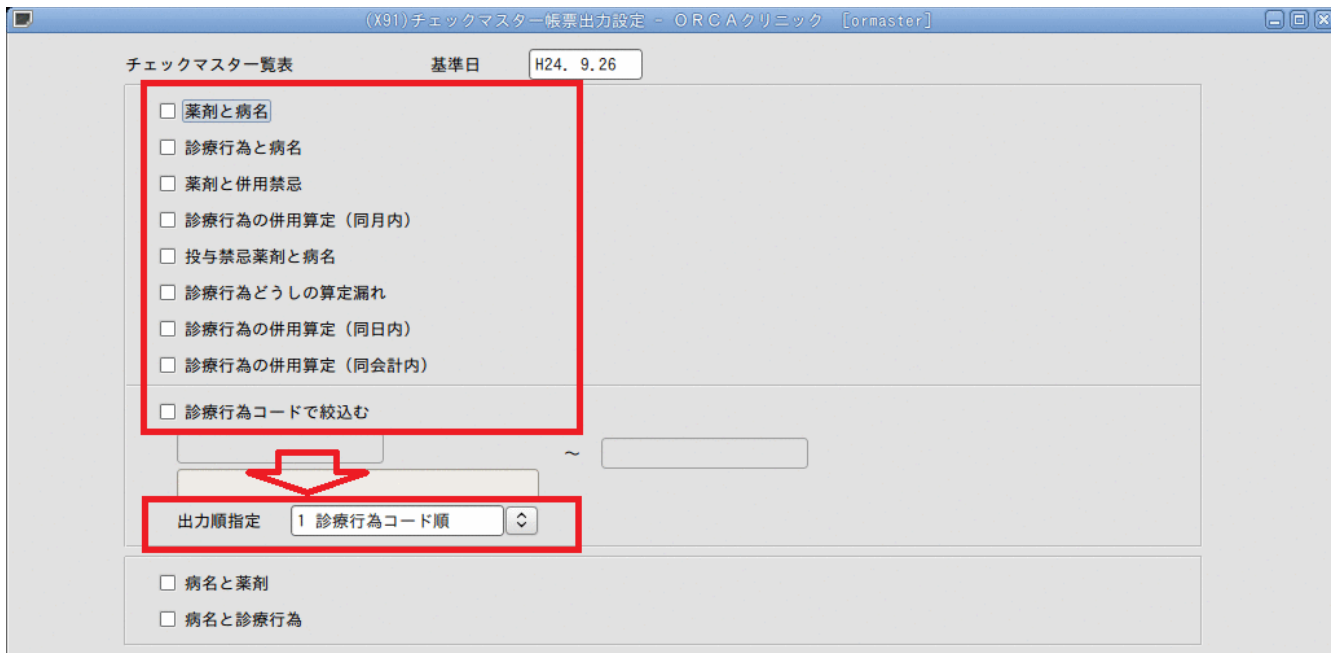 (X91)チェックマスター帳票出力設定 - ORCAクリニック [ormaster]
チェックマスター覧表 基準日 H24. 9.26
薬剤と病名
診療行為と病名
薬剤と併用禁忌
診療行為の併用算定（同月内）
投与禁忌薬剤と病名
診療行為どうしの算定漏れ
診療行為の併用算定（同日内）
診療行為の併用算定（同会計内）
診療行為コードで絞込む
～
出力順指定 1 診療行為コード順
病名と薬剤
病名と診療行為